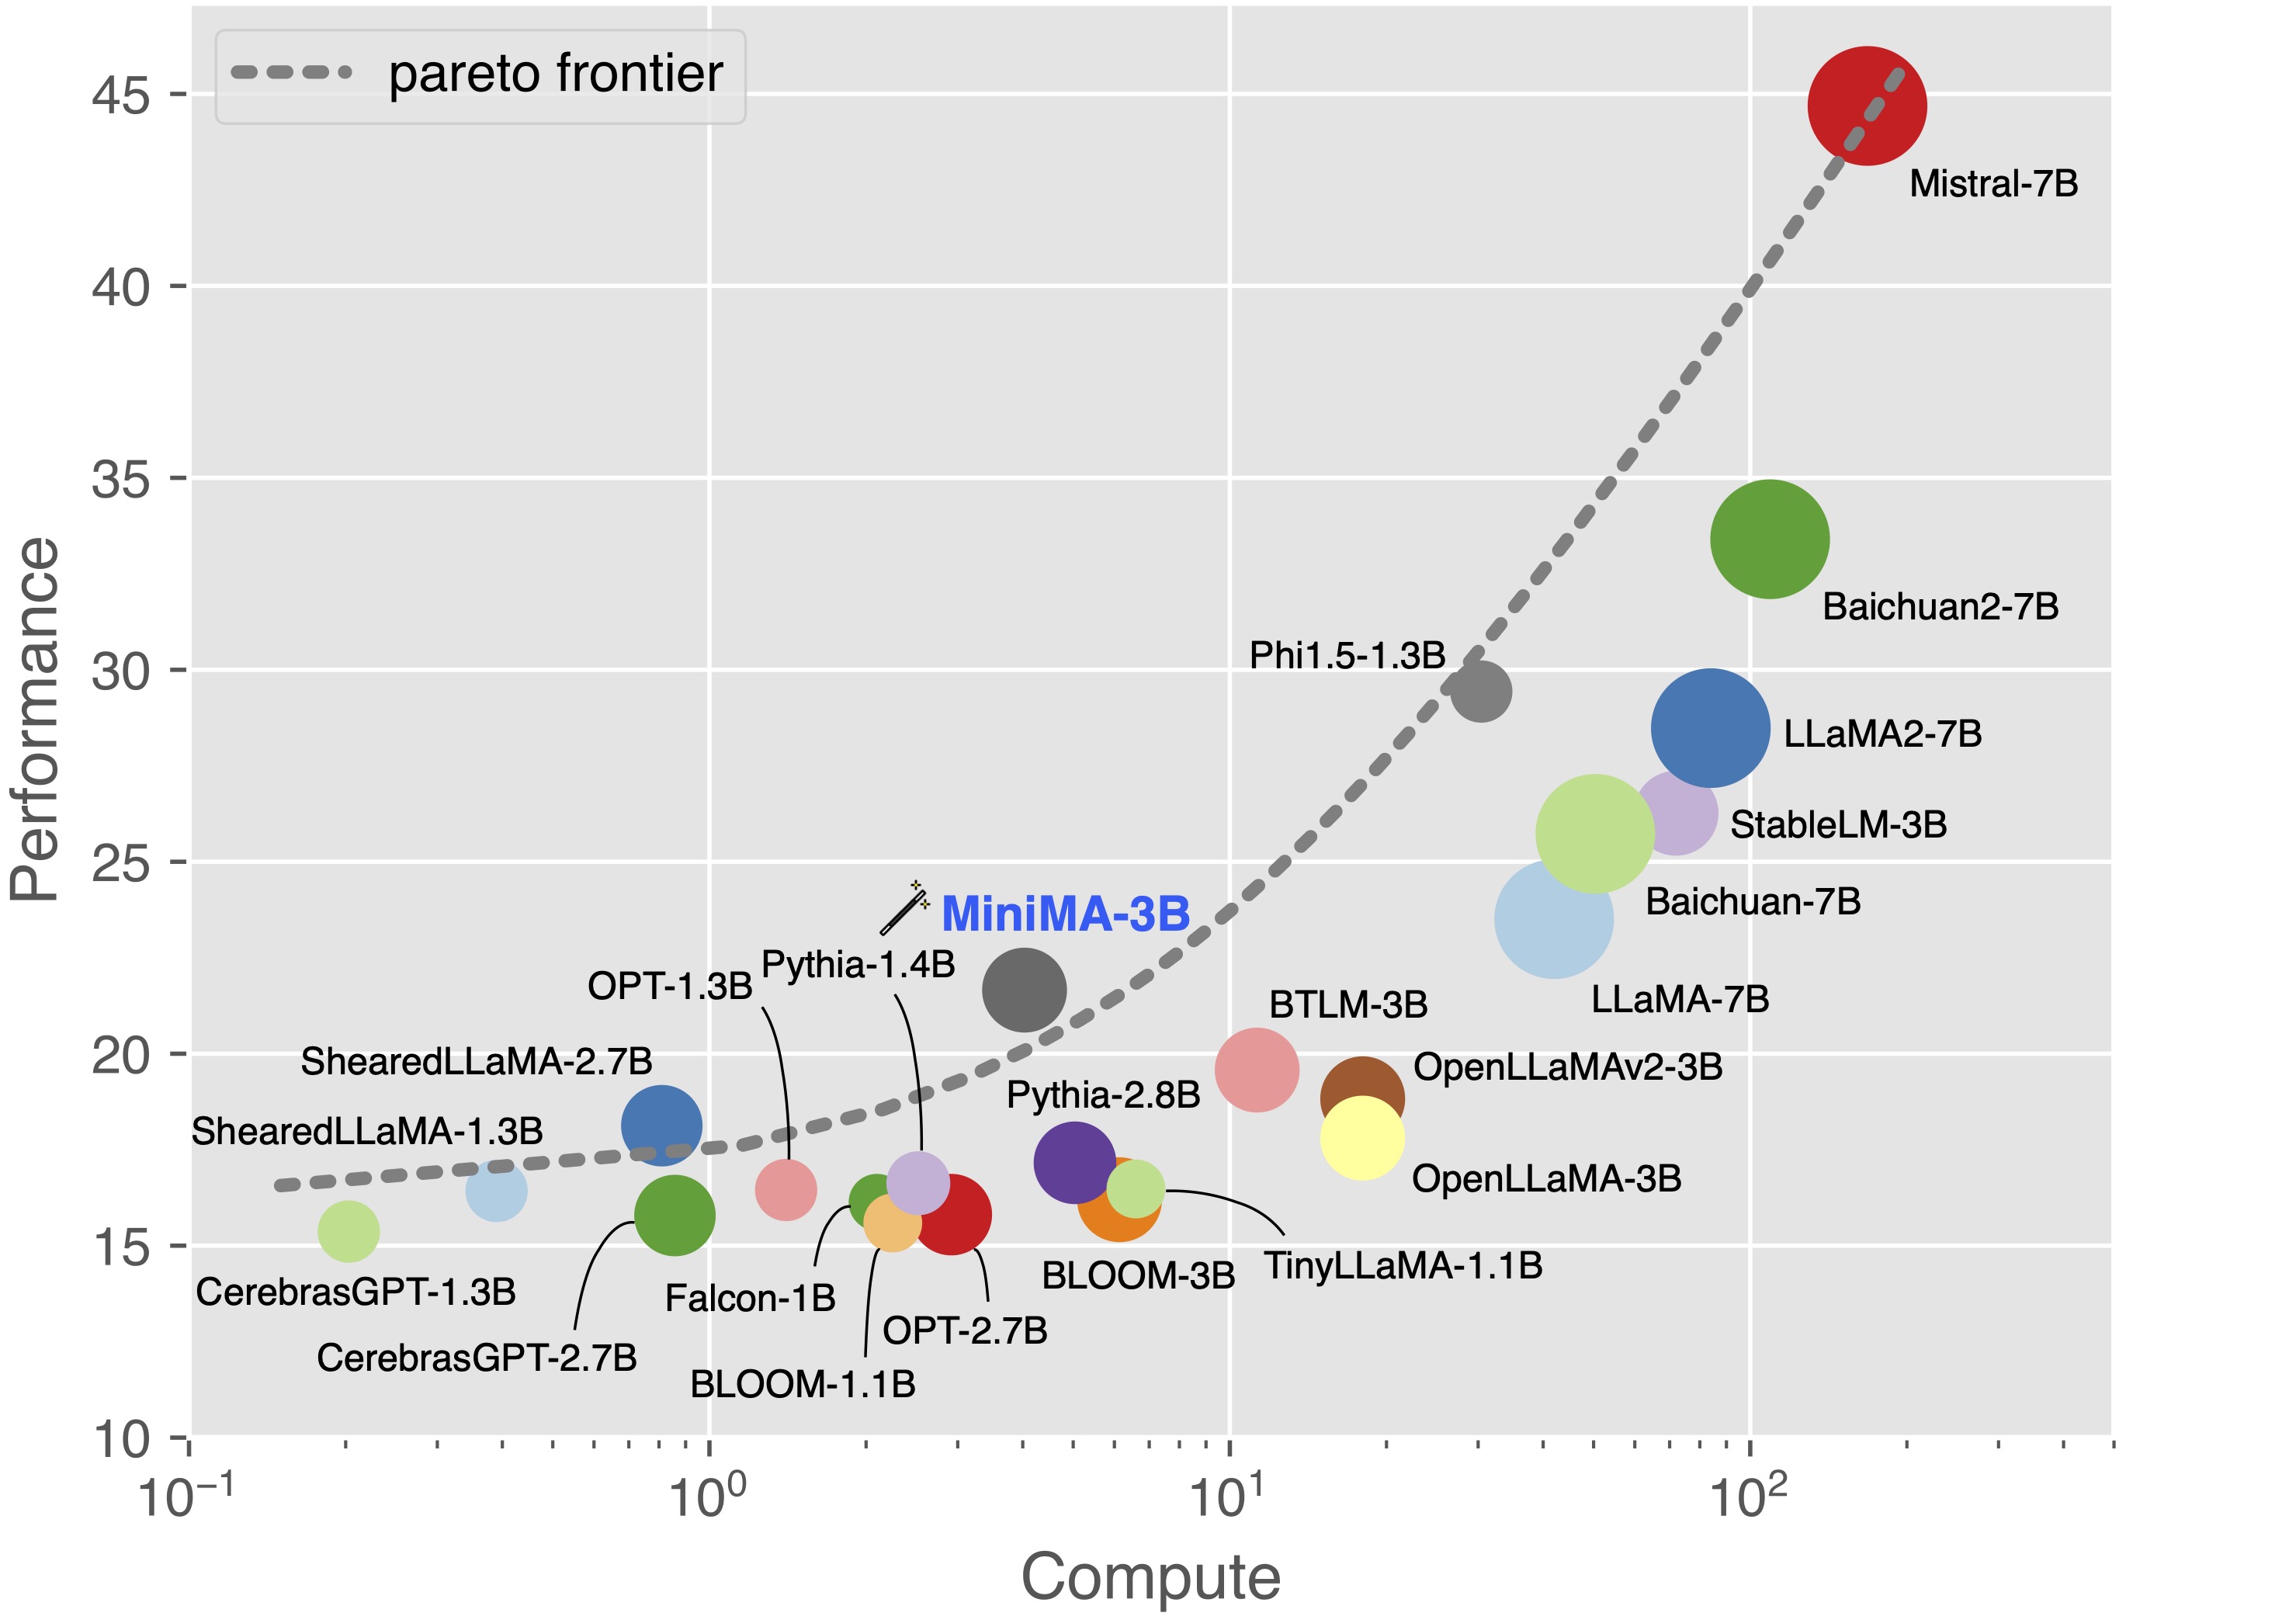 pareto frontier
45
40
35
30
25
20
15
10
Performance
Mistral-7B
Baichuan2-7B
Phi1.5-1.3B
LLaMA2-7B
StableLM-3B
Baichuan-7B
MiniMA-3B
Pythia-1.4B
OPT-1.3B
LLaMA-7B
BTLM-3B
ShearedLLaMA-2.7B
OpenLLaMAv2-3B
Pythia-2.8B
ShearedLLaMA-1.3B
OpenLLaMA-3B
TinyLLaMA-1.1B
BLOOM-3B
CerebrasGPT-1.3B
Falcon-1B
OPT-2.7B
CerebrasGPT-2.7B
BLOOM-1.1B
10⁻¹ 10⁰ 10¹ 10²
Compute